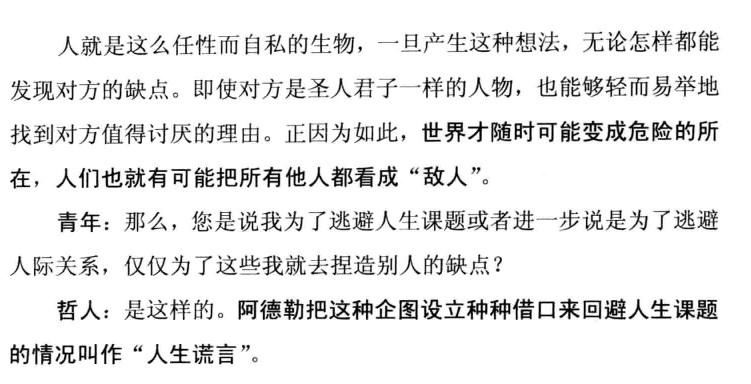 人就是这么任性而自私的生物，一旦产生这种想法，无论怎样都能
发现对方的缺点。即使对方是圣人君子一样的人物，也能够轻而易举地
找到对方值得讨厌的理由。正因为如此，世界才随时可能变成危险的所
在，人们也就有可能把所有他人都看成“敌人”。
青年：那么，您是说我为了逃避人生课题或者进一步说是为了逃避
人际关系，仅仅为了这些我就去捏造别人的缺点？
哲人：是这样的。阿德勒把这种企图设立种种借口来回避人生课题
的情况叫作“人生谎言”。